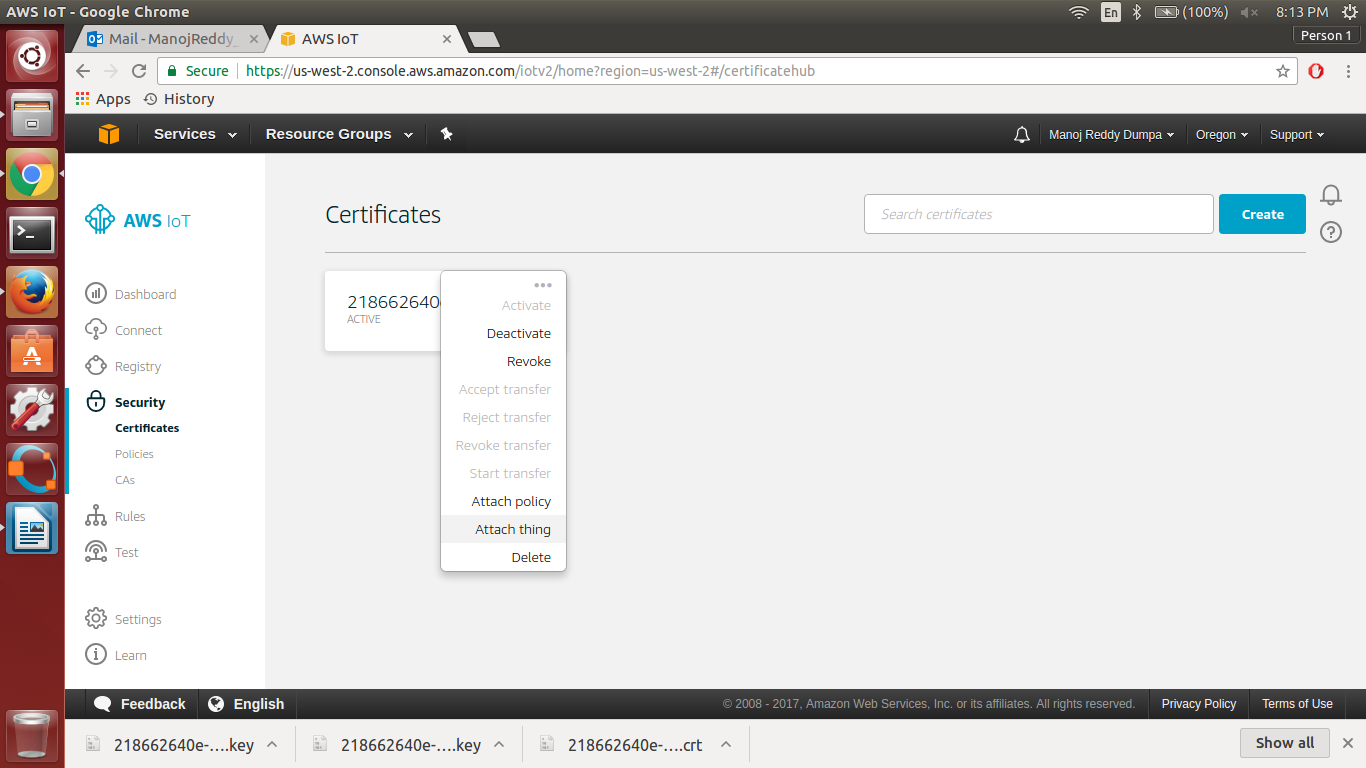 AWS IoT - Google Chrome
En
(100%)
8:13 PM
Mail - ManojReddy_
AWS IoT
Person 1
Secure
https://us-west-2.console.aws.amazon.com/iotv2/home?region=us-west-2#/certificatehub
Apps
History
Services
Resource Groups
Manoj Reddy Dumpa
Oregon
Support
AWS IoT
Certificates
Search certificates
Create
Dashboard
Connect
Registry
Security
Certificates
Policies
CAs
Rules
Test
Settings
Learn
218662640
ACTIVE
Activate
Deactivate
Revoke
Accept transfer
Reject transfer
Revoke transfer
Start transfer
Attach policy
Attach thing
Delete
Feedback
English
© 2008 - 2017, Amazon Web Services, Inc. or its affiliates. All rights reserved.
Privacy Policy
Terms of Use
218662640e-....key
218662640e-....key
218662640e-....crt
Show all